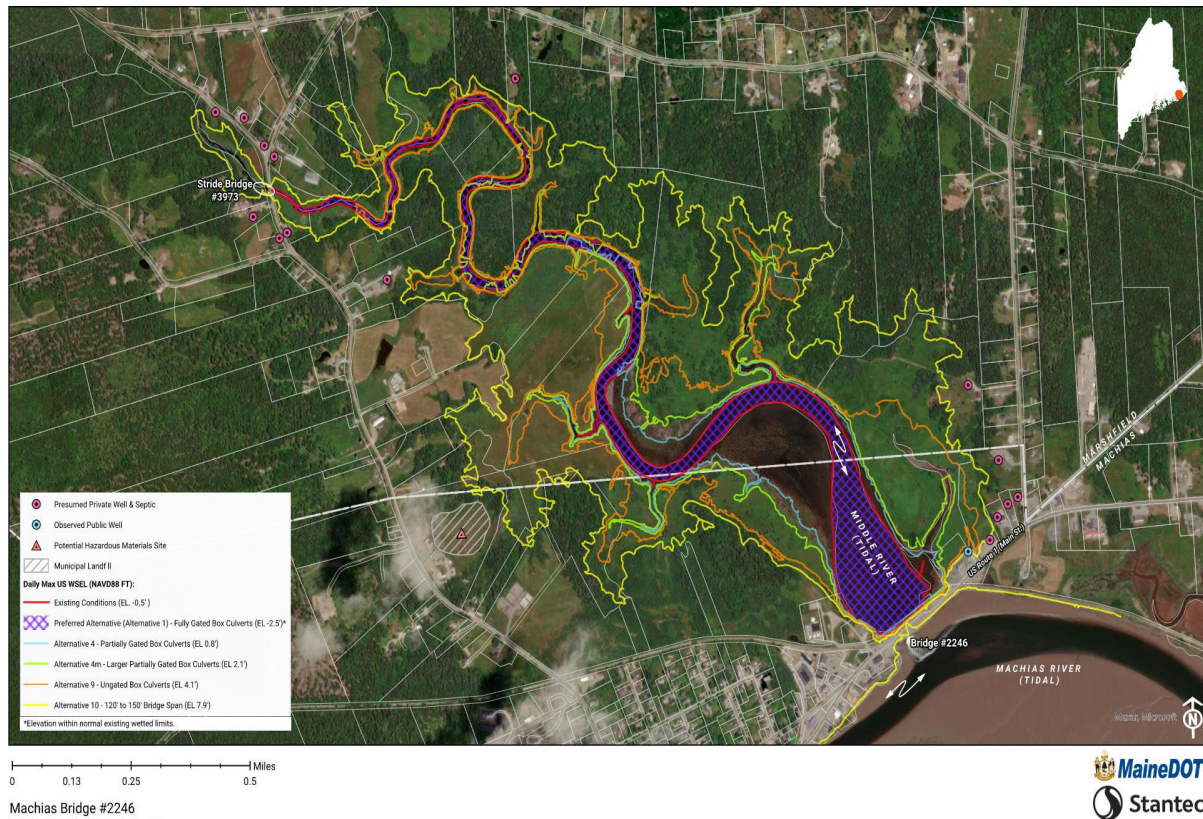 Stride Bridge
#3973
MARSHFIELD
MACHIAS
MIDDLE RIVER
(TIDAL)
US Route 1 (Main St.)
Bridge #2246
MACHIAS RIVER
(TIDAL)
Presumed Private Well & Septic
Observed Public Well
Potential Hazardous Materials Site
Municipal Landf ll
Daily Max US WSEL (NAVD88 FT):
Existing Conditions (EL. -0.5' )
Preferred Alternative (Alternative 1) - Fully Gated Box Culverts (EL -2.5')*
Alternative 4 - Partially Gated Box Culverts (EL 0.8')
Alternative 4m - Larger Partially Gated Box Culverts (EL 2.1')
Alternative 9 - Ungated Box Culverts (EL 4.1')
Alternative 10 - 120' to 150' Bridge Span (EL 7.9')
*Elevation within normal existing wetted limits.
Maxar, Microsoft
N
Miles
0 0.13 0.25 0.5
Machias Bridge #2246
MaineDOT
Stantec